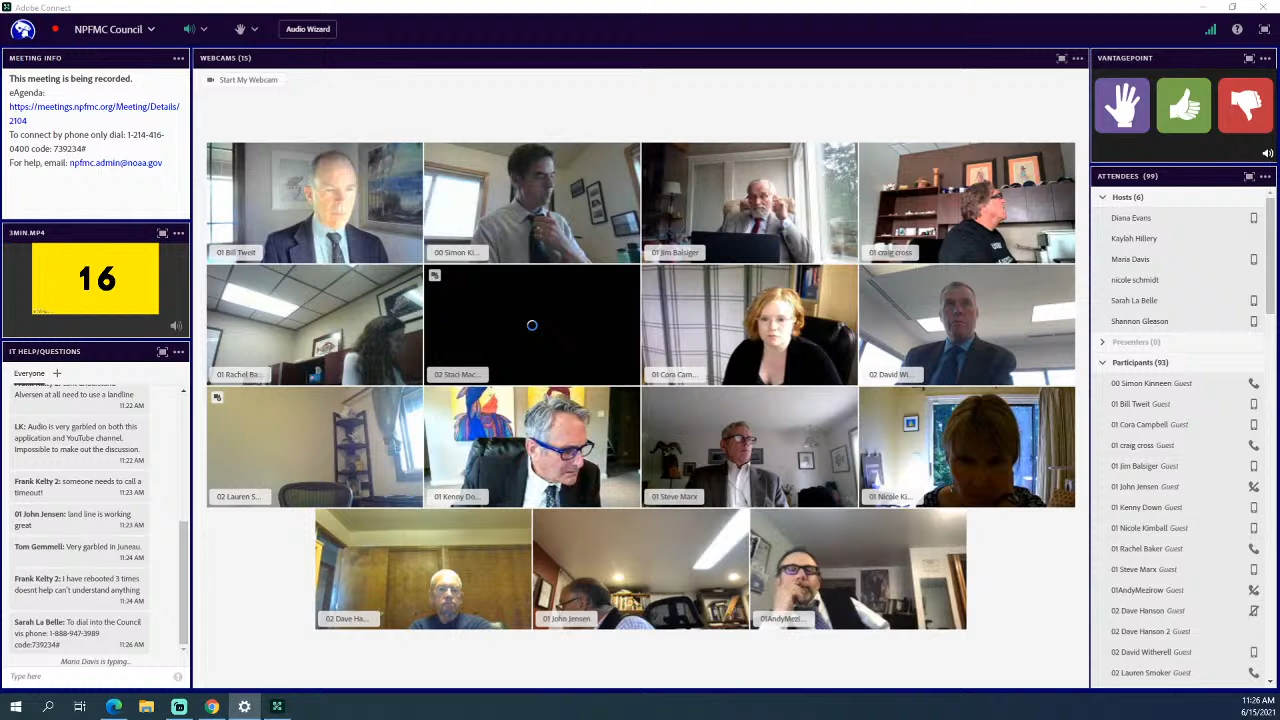 Adobe Connect
NPFMC Council
Audio Wizard
MEETING INFO
This meeting is being recorded.
eAgenda:
https://meetings.npfmc.org/Meeting/Details/
2104
To connect by phone only dial: 1-214-416-
0400 code: 739234#
For help, email: npfmc.admin@noaa.gov
3MIN.MP4
16
IT HELP/QUESTIONS
Everyone
Alversen at all need to use a landline
11:22 AM
LK: Audio is very garbled on both this
application and YouTube channel.
Impossible to make out the discussion.
11:22 AM
Frank Kelty 2: someone needs to call a
timeout!
11:23 AM
01 John Jensen: land line is working
great
11:23 AM
Tom Gemmell: Very garbled in Juneau.
11:24 AM
Frank Kelty 2: I have rebooted 3 times
doesnt help can't understand anything
11:24 AM
Sarah La Belle: To dial into the Council
vis phone: 1-888-947-3989
code:739234#
11:26 AM
Maria Davis is typing...
Type here
WEBCAMS (15)
Start My Webcam
01 Bill Tweit
00 Simon Ki...
01 Jim Balsiger
01 craig cross
01 Rachel Ba...
02 Staci Mac...
01 Cora Cam...
02 David Wi...
02 Lauren S...
01 Kenny Do...
01 Steve Marx
01 Nicole Ki...
02 Dave Ha...
01 John Jensen
01AndyMezi...
VANTAGEPOINT
ATTENDEES (99)
Hosts (6)
Diana Evans
Kaylah Hillery
Maria Davis
nicole schmidt
Sarah La Belle
Shannon Gleason
Presenters (0)
Participants (93)
00 Simon Kinneen Guest
01 Bill Tweit Guest
01 Cora Campbell Guest
01 craig cross Guest
01 Jim Balsiger Guest
01 John Jensen Guest
01 Kenny Down Guest
01 Nicole Kimball Guest
01 Rachel Baker Guest
01 Steve Marx Guest
01AndyMezirow Guest
02 Dave Hanson Guest
02 Dave Hanson 2 Guest
02 David Witherell Guest
02 Lauren Smoker Guest
11:26 AM
6/15/2021